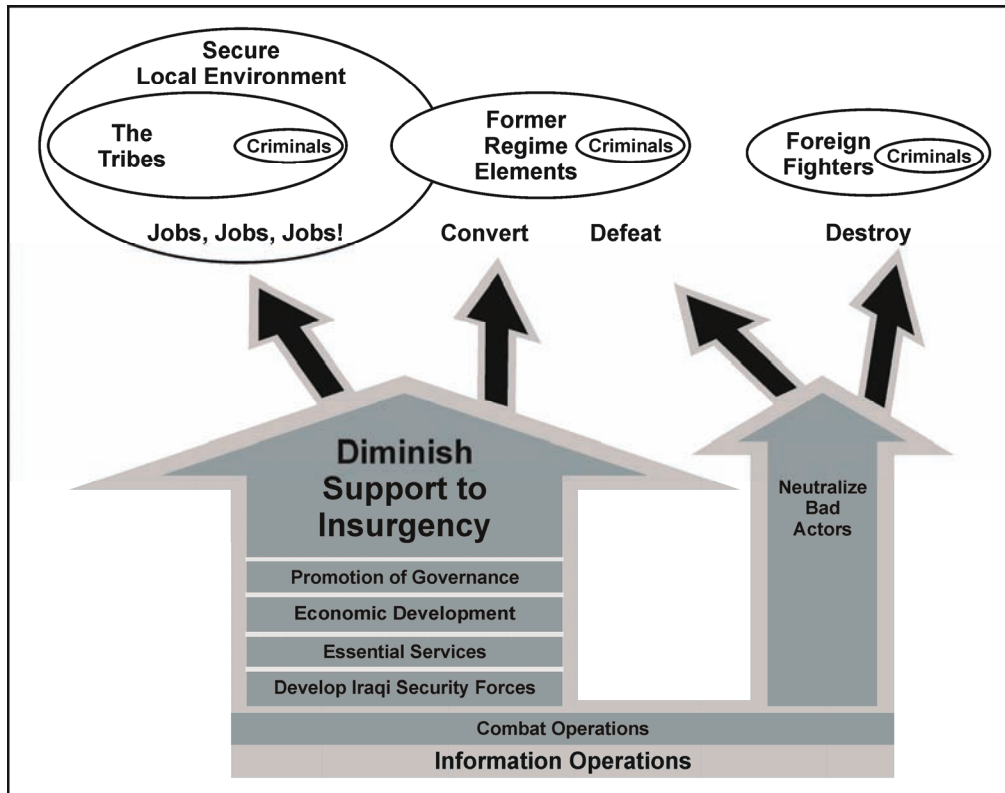 Secure
Local Environment
The
Tribes
Criminals
Jobs, Jobs, Jobs!
Former
Regime
Elements
Criminals
Convert
Defeat
Foreign
Fighters
Criminals
Destroy
Diminish
Support to
Insurgency
Promotion of Governance
Economic Development
Essential Services
Develop Iraqi Security Forces
Neutralize
Bad
Actors
Combat Operations
Information Operations